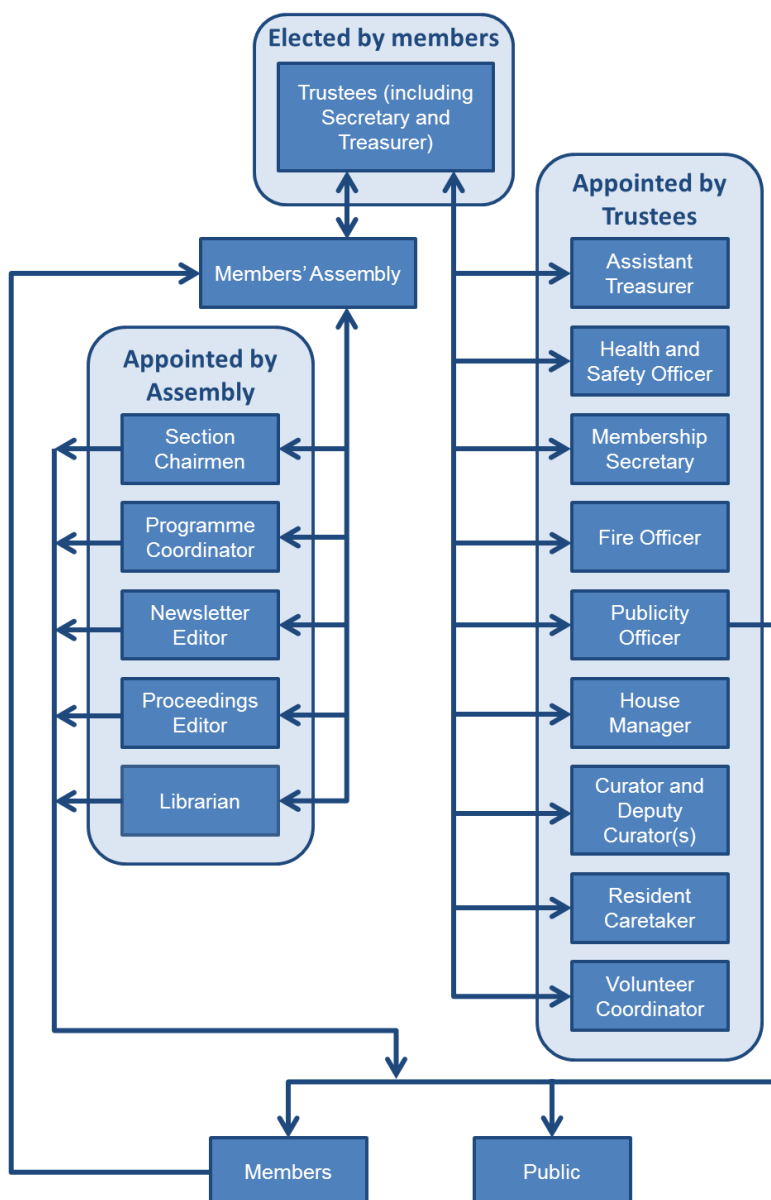 Elected by members
Trustees (including
Secretary and
Treasurer)
Members' Assembly
Appointed by
Assembly
Section
Chairmen
Programme
Coordinator
Newsletter
Editor
Proceedings
Editor
Librarian
Appointed by
Trustees
Assistant
Treasurer
Health and
Safety Officer
Membership
Secretary
Fire Officer
Publicity
Officer
House
Manager
Curator and
Deputy
Curator(s)
Resident
Caretaker
Volunteer
Coordinator
Members
Public